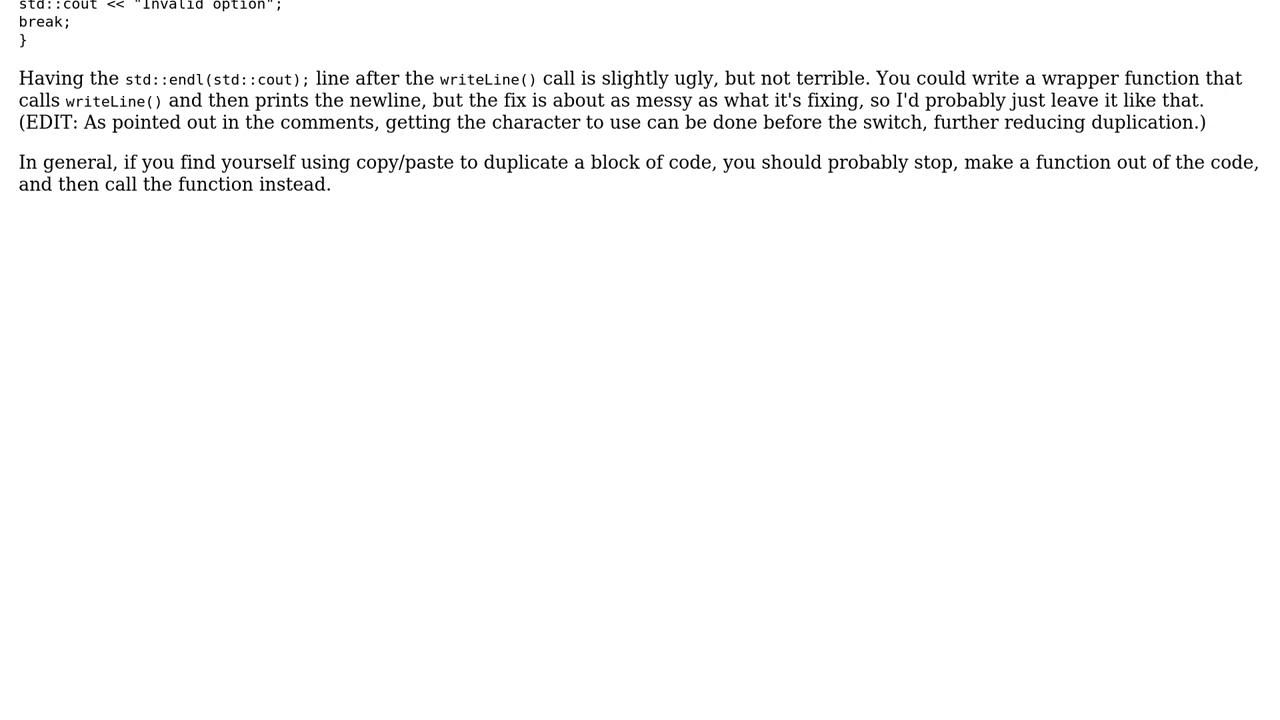 std::cout << "Invalid option";
break;
}
Having the std::endl(std::cout); line after the writeLine() call is slightly ugly, but not terrible. You could write a wrapper function that
calls writeLine() and then prints the newline, but the fix is about as messy as what it's fixing, so I'd probably just leave it like that.
(EDIT: As pointed out in the comments, getting the character to use can be done before the switch, further reducing duplication.)
In general, if you find yourself using copy/paste to duplicate a block of code, you should probably stop, make a function out of the code,
and then call the function instead.